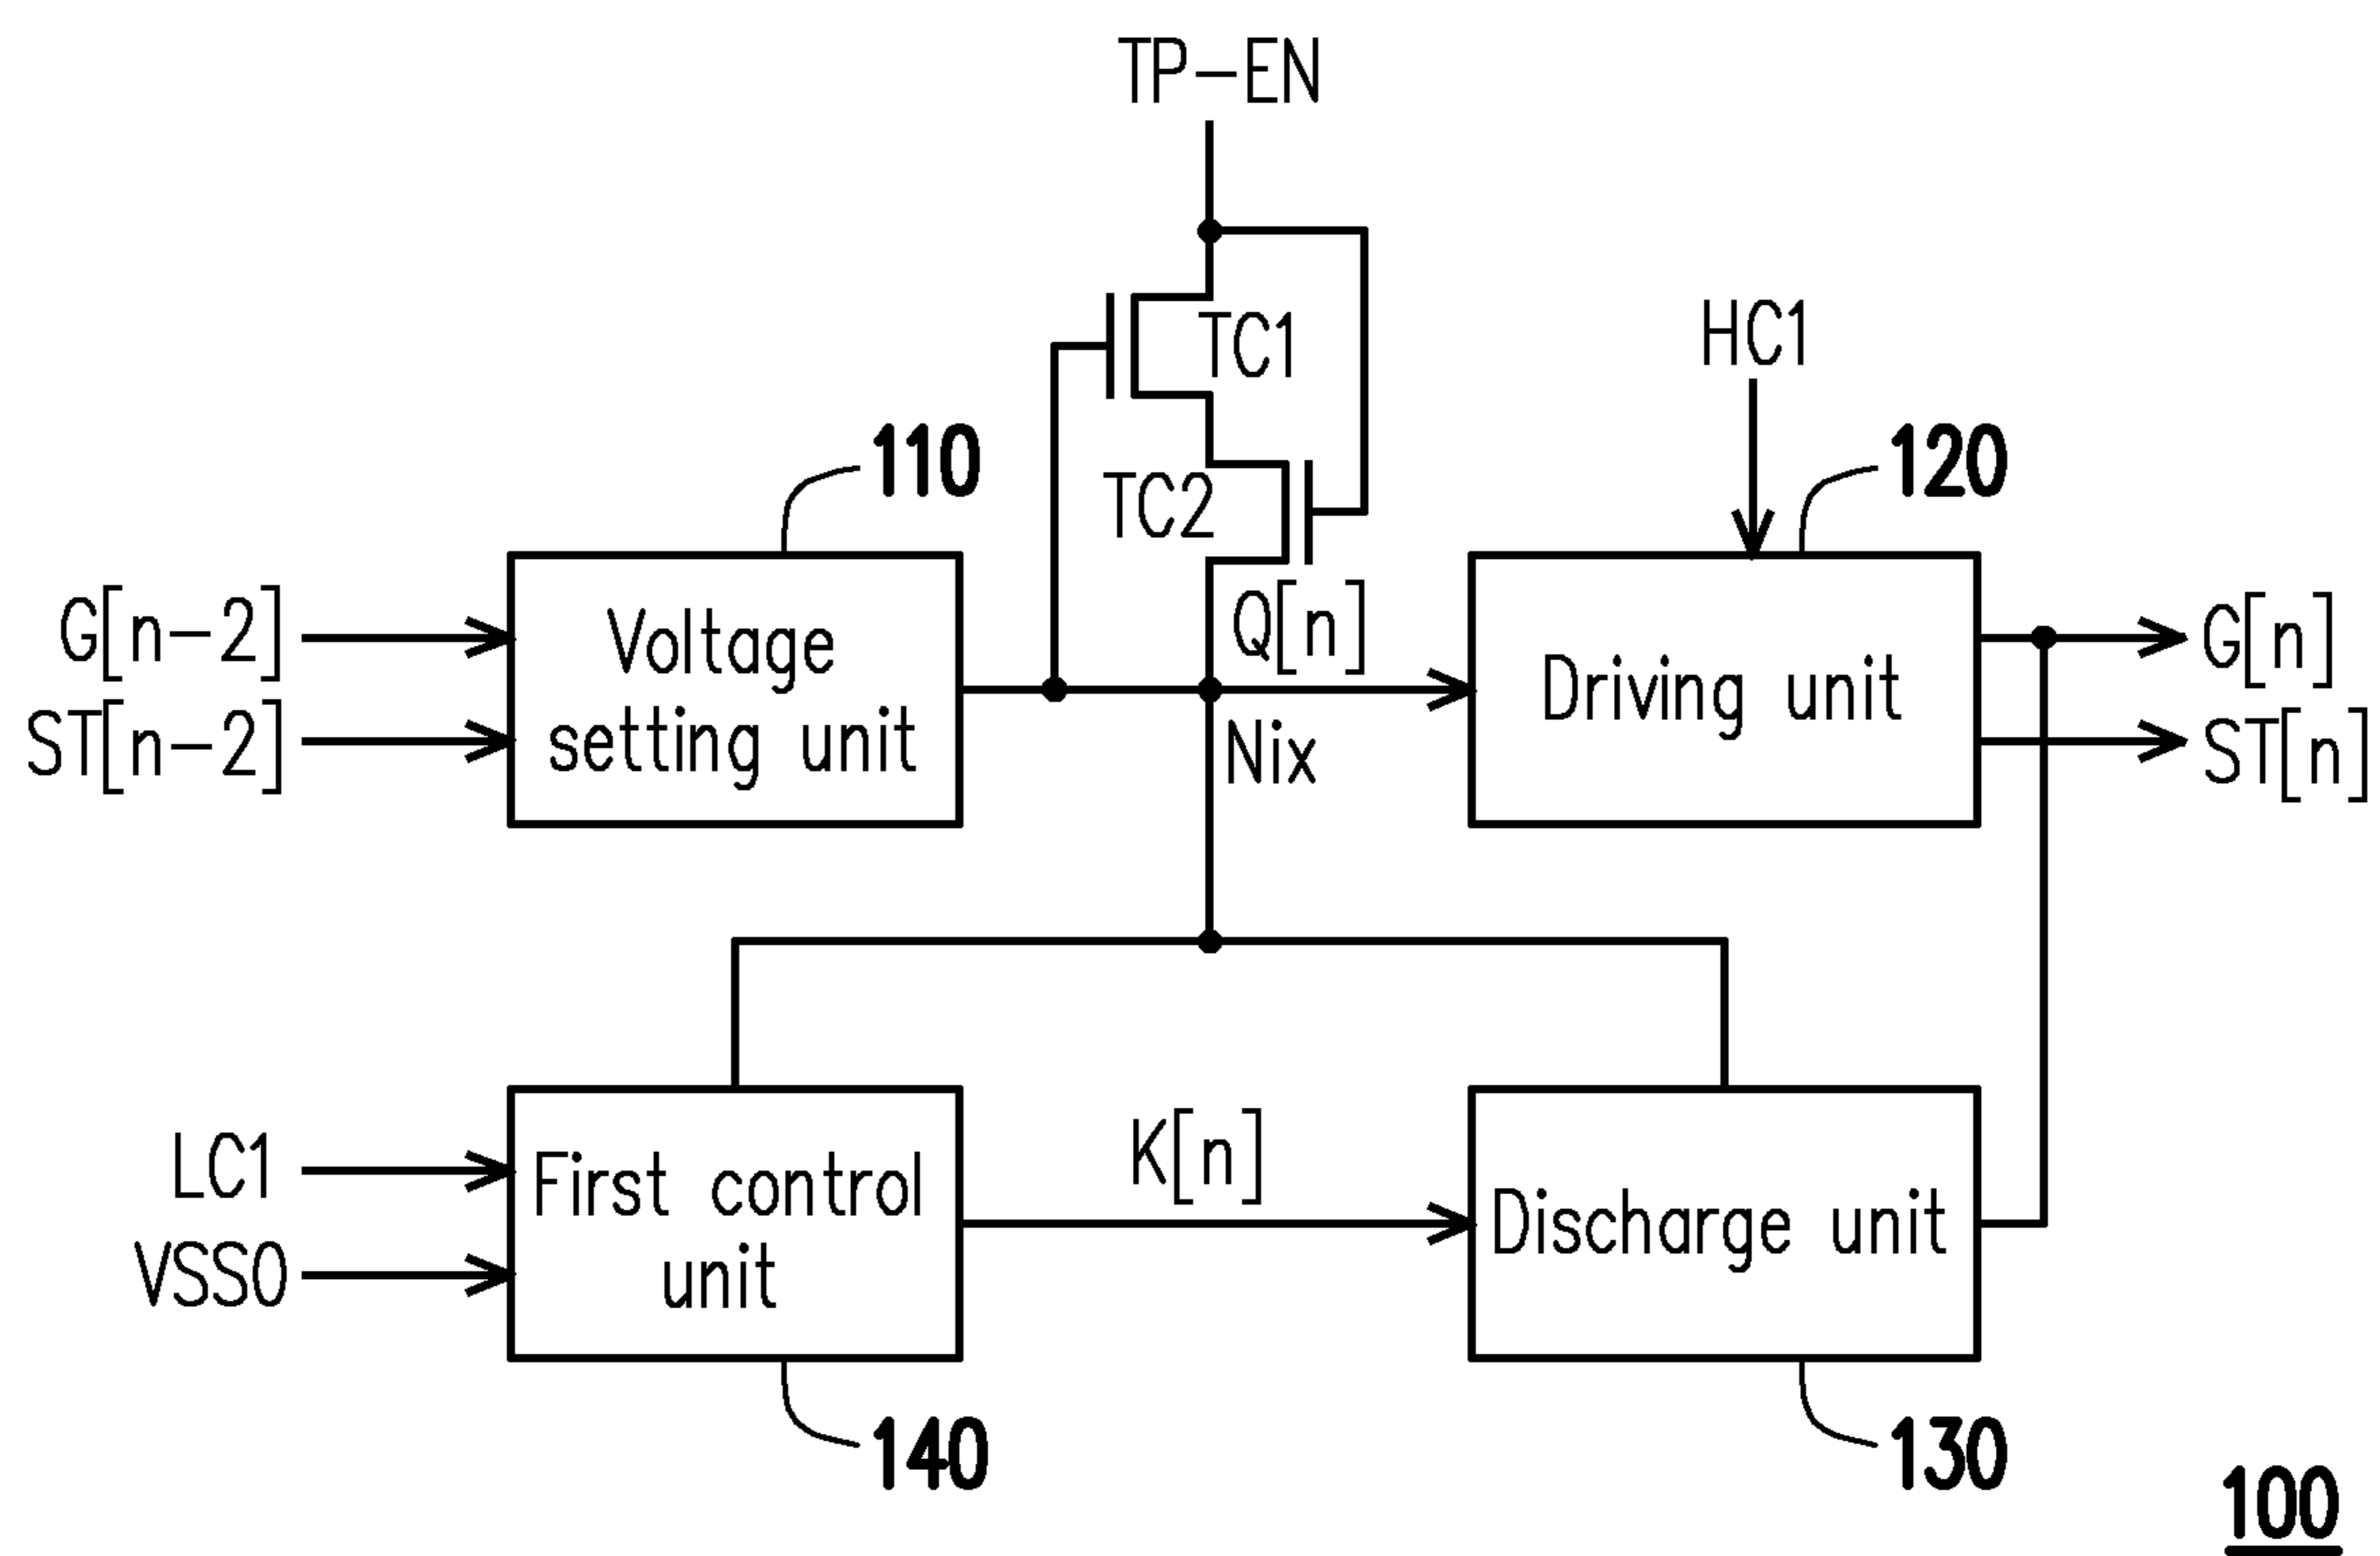 TP-EN
TC1
HC1
110
120
TC2
G[n-2]
Voltage
setting unit
Q[n]
Driving unit
G[n]
ST[n-2]
Nix
ST[n]
LC1
First control
unit
K[n]
Discharge unit
VSS0
140
130
100